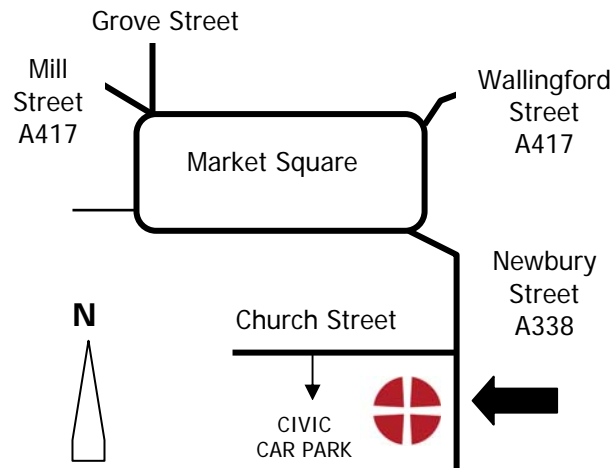 Grove Street
Mill
Street
A417
Wallingford
Street
A417
Market Square
Newbury
Street
A338
N
Church Street
CIVIC
CAR PARK